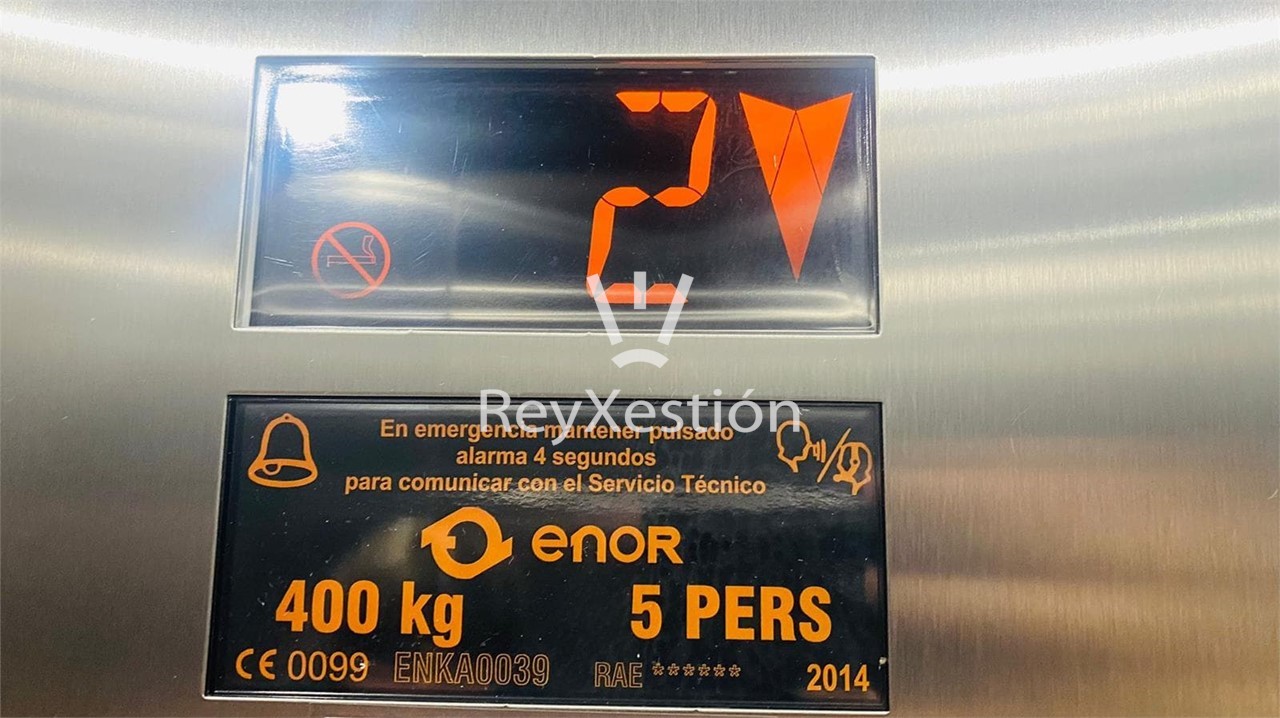 2
ReyXestión
En emergencia mantener pulsado
alarma 4 segundos
para comunicar con el Servicio Técnico
enoR
400 kg 5 PERS
CE 0099 ENKA0039 RAE ****** 2014